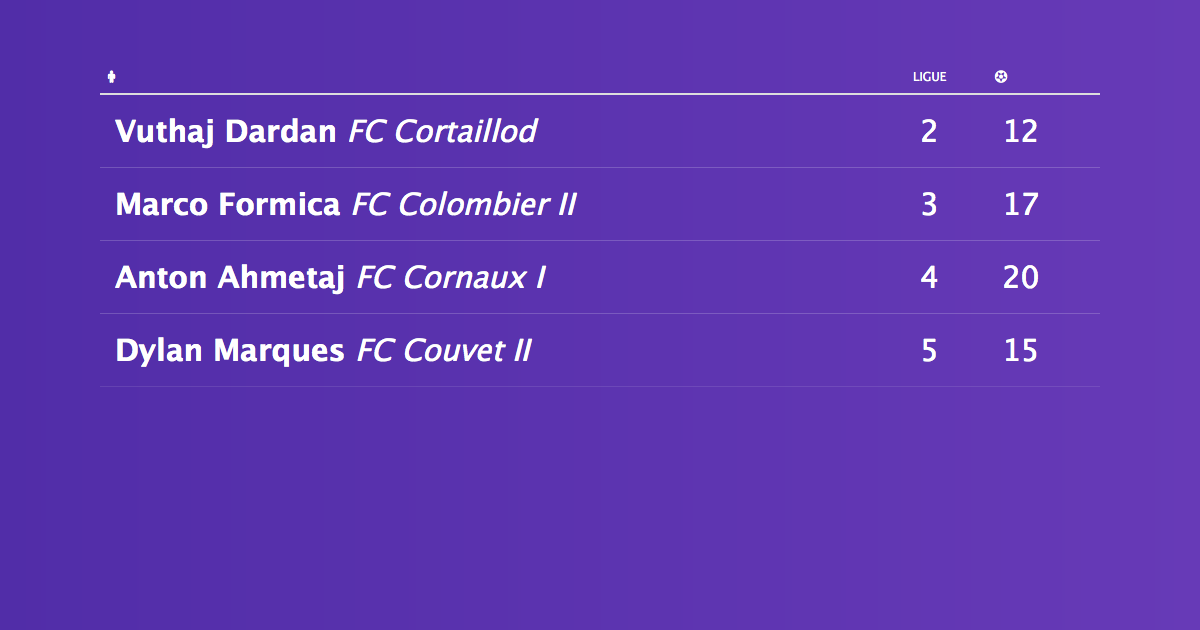 LIGUE
Vuthaj Dardan FC Cortaillod 2 12
Marco Formica FC Colombier II 3 17
Anton Ahmetaj FC Cornaux I 4 20
Dylan Marques FC Couvet II 5 15